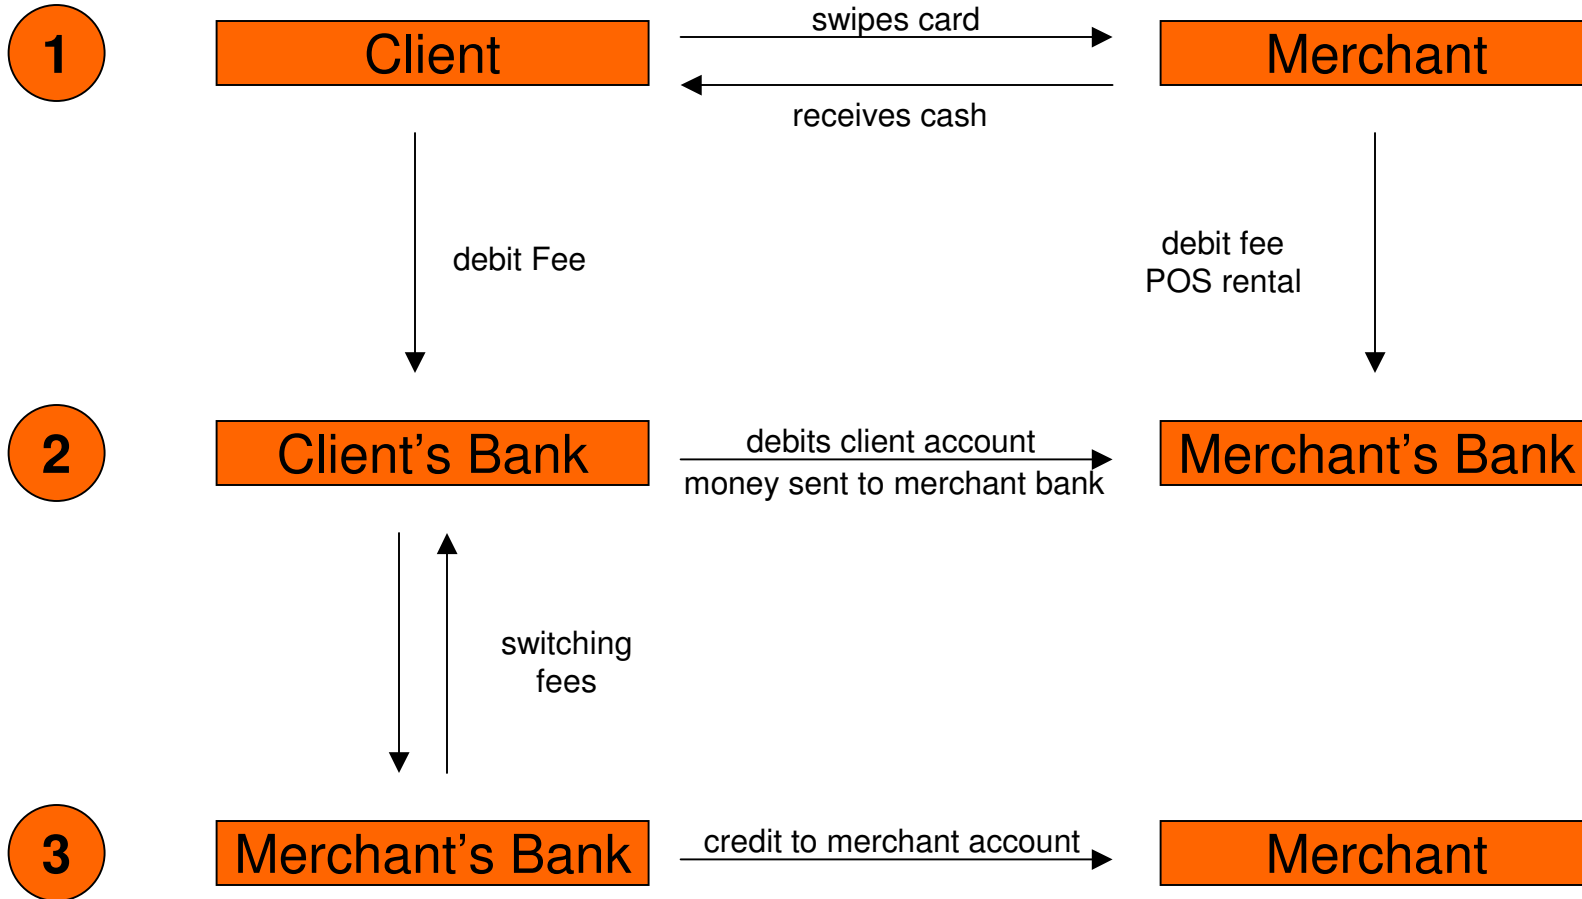 1
Client
swipes card
Merchant
receives cash
debit Fee
debit fee
POS rental
2
Client's Bank
debits client account
money sent to merchant bank
Merchant's Bank
switching
fees
3
Merchant's Bank
credit to merchant account
Merchant